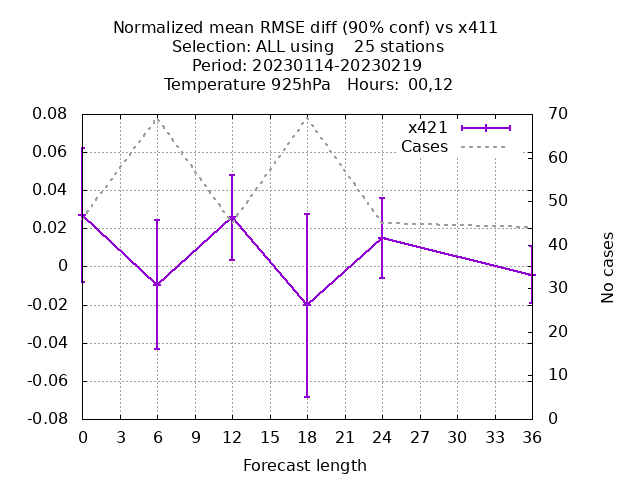 Normalized mean RMSE diff (90% conf) vs x411
Selection: ALL using    25 stations
Period: 20230114-20230219
Temperature 925hPa   Hours:  00,12
0.08
0.06
0.04
0.02
0
-0.02
-0.04
-0.06
-0.08
x421
Cases
70
60
50
40
30
20
10
0
No cases
0 3 6 9 12 15 18 21 24 27 30 33 36
Forecast length